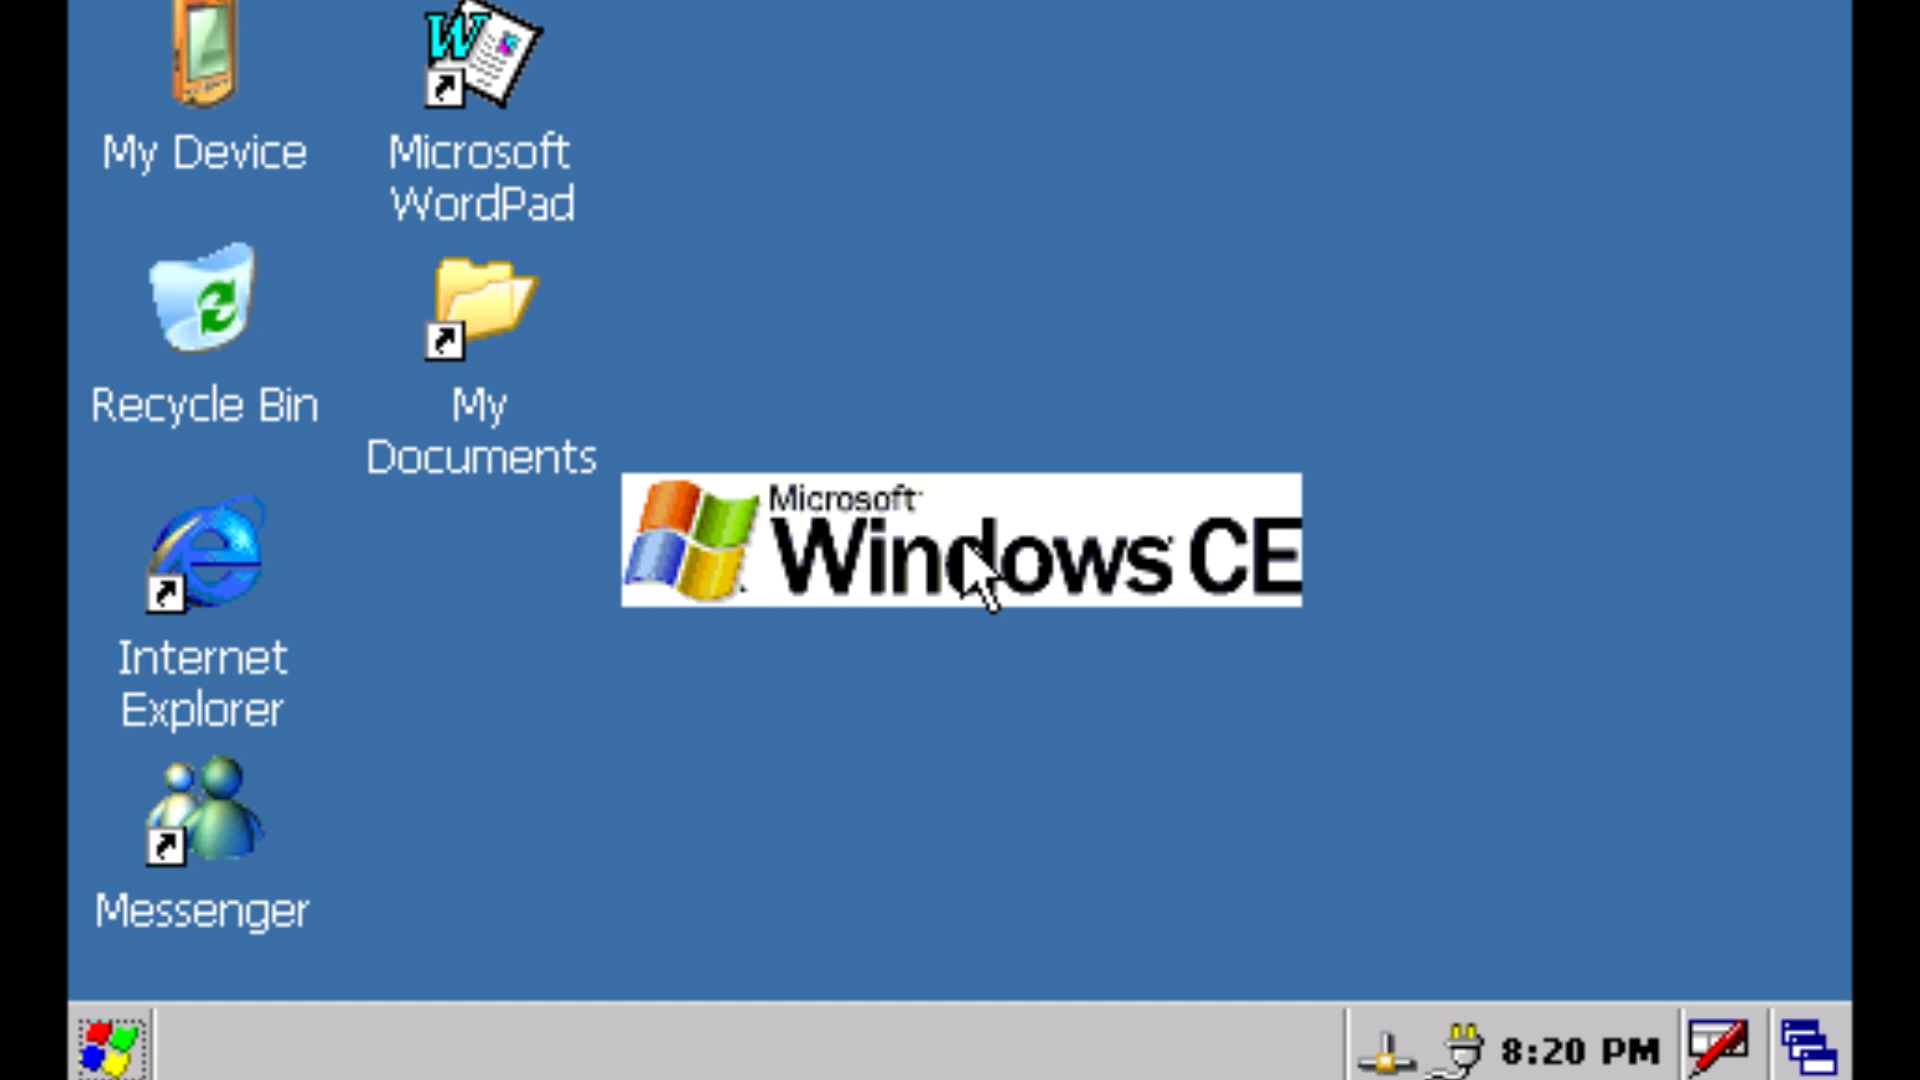 My Device
Microsoft
WordPad
Recycle Bin
My
Documents
Microsoft
Windows CE
Internet
Explorer
Messenger
8:20 PM